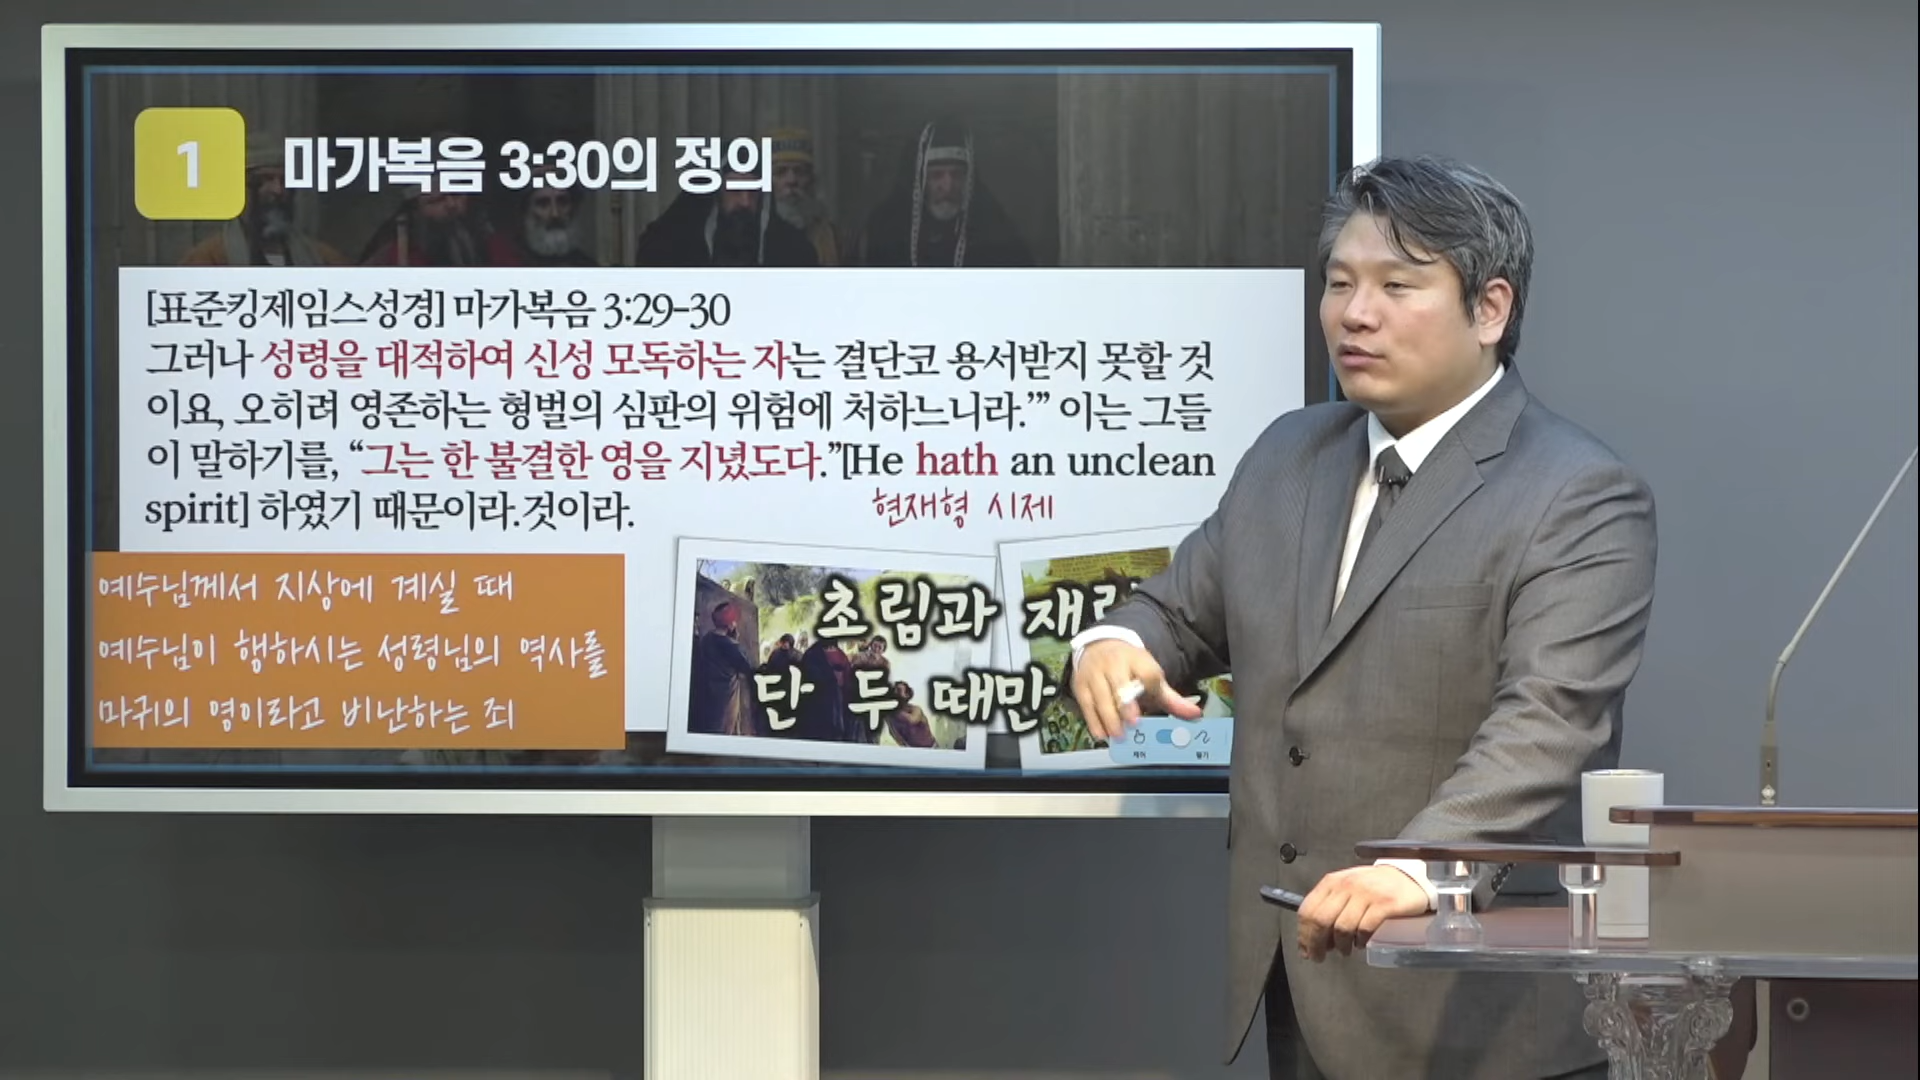 1
마가복음 3:30의 정의
[표준킹제임스성경] 마가복음 3:29-30
그러나 성령을 대적하여 신성 모독하는 자는 결단코 용서받지 못할 것
이요, 오히려 영존하는 형벌의 심판의 위험에 처하느니라.’” 이는 그들
이 말하기를, “그는 한 불결한 영을 지녔도다.”[He hath an unclean
spirit] 하였기 때문이라.것이라.
현재형 시제
예수님께서 지상에 계실 때
예수님이 행하시는 성령님의 역사를
마귀의 영이라고 비난하는 죄
초림과
단 두 때만
제어
필기